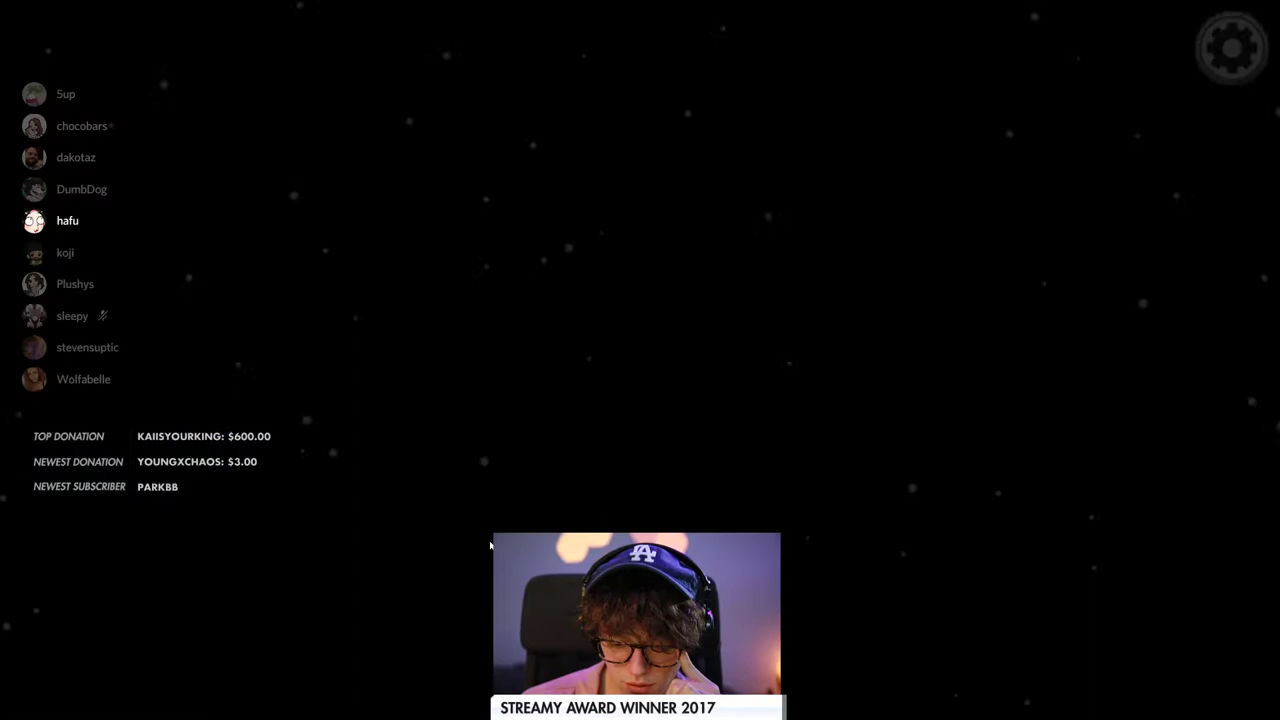 5up
chocobars
dakotaz
DumbDog
hafu
koji
Plushys
sleepy
stevensuptic
Wolfabelle
TOP DONATION KAIISYOURKING: $600.00
NEWEST DONATION YOUNGXCHAOS: $3.00
NEWEST SUBSCRIBER PARKBB
LA
STREAMY AWARD WINNER 2017